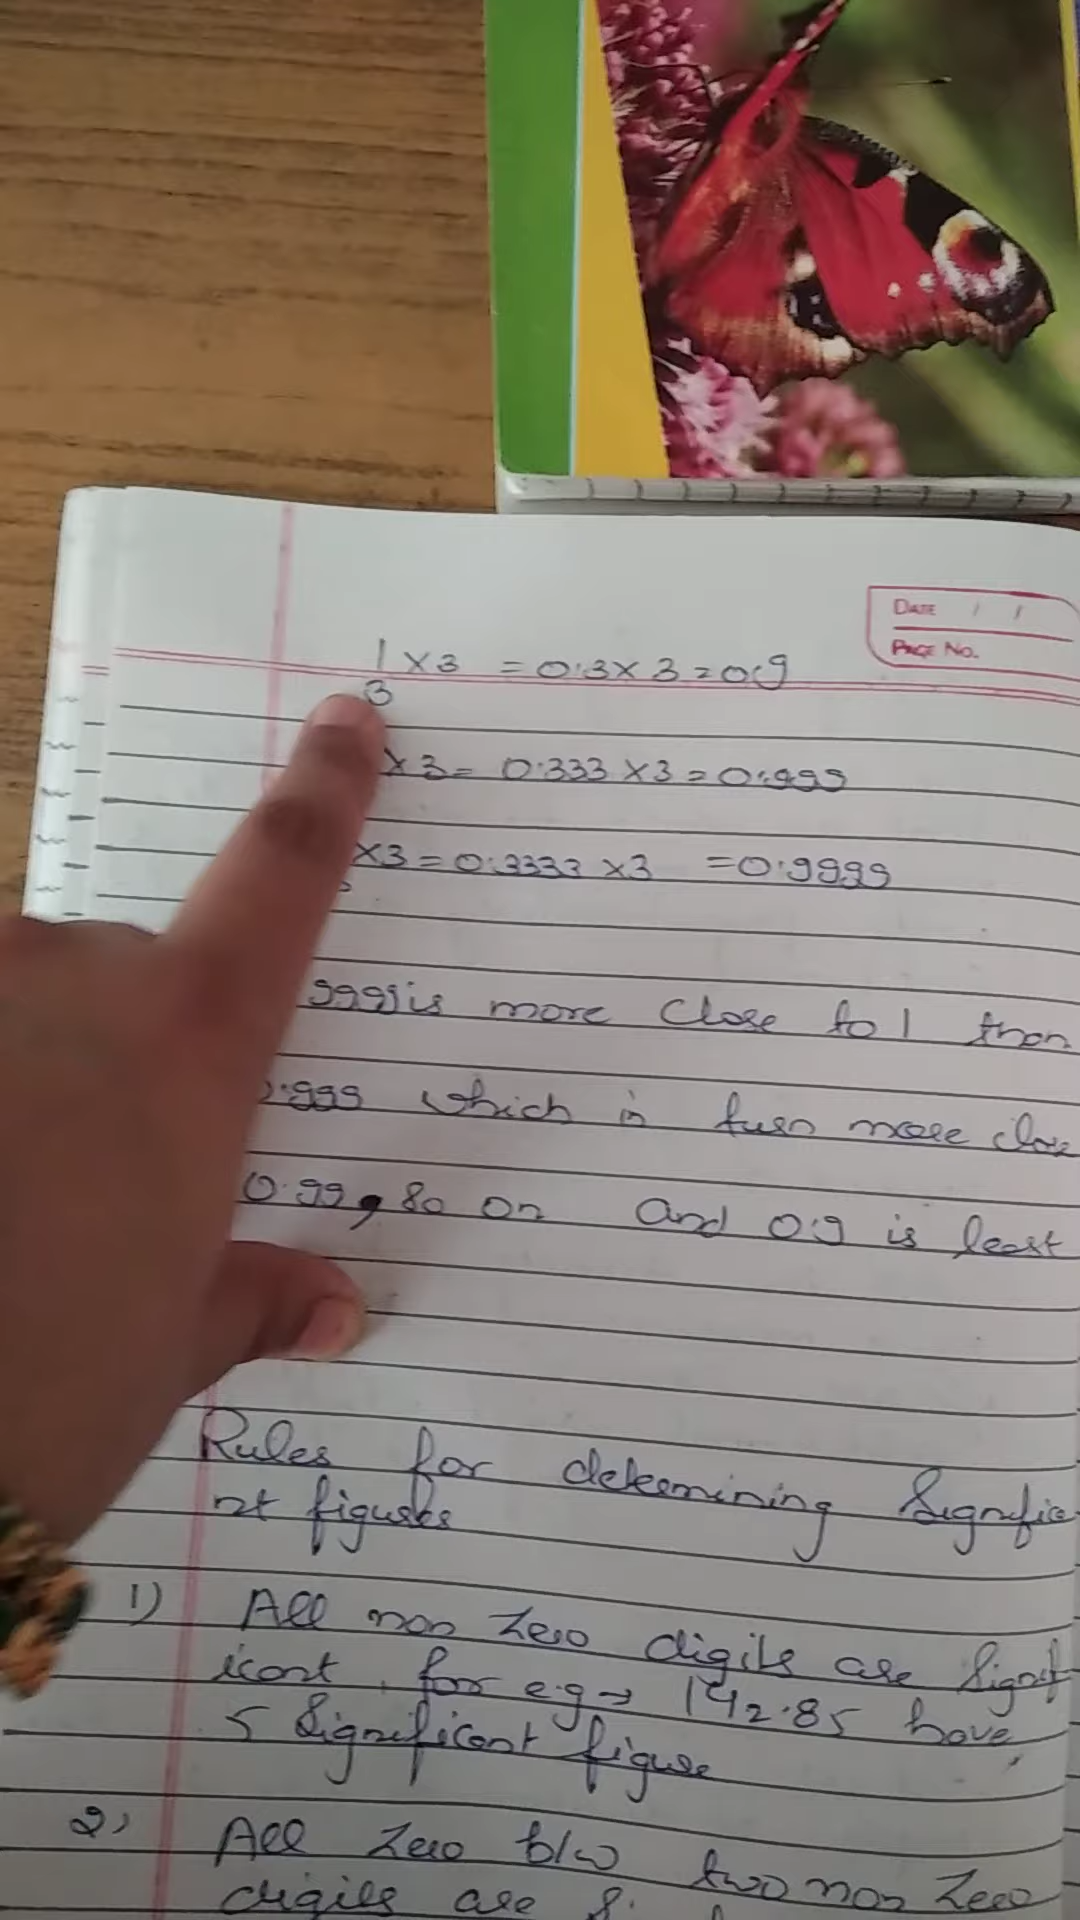 DATE / /
PAGE No.
1/3 ×3 = 0.3×3=0.9
×3= 0.333×3=0.999
×3=0.3333×3 =0.9999
9999 is more close to 1 than
0.999 which in turn more close
0.99, so on and 0.9 is least
Rules for determining Signific
nt figures
1) All non zero digits are Signif
icant, for e.g→ 142.85 have
5 Significant figure
2) All zero b/w two non zero
digits are